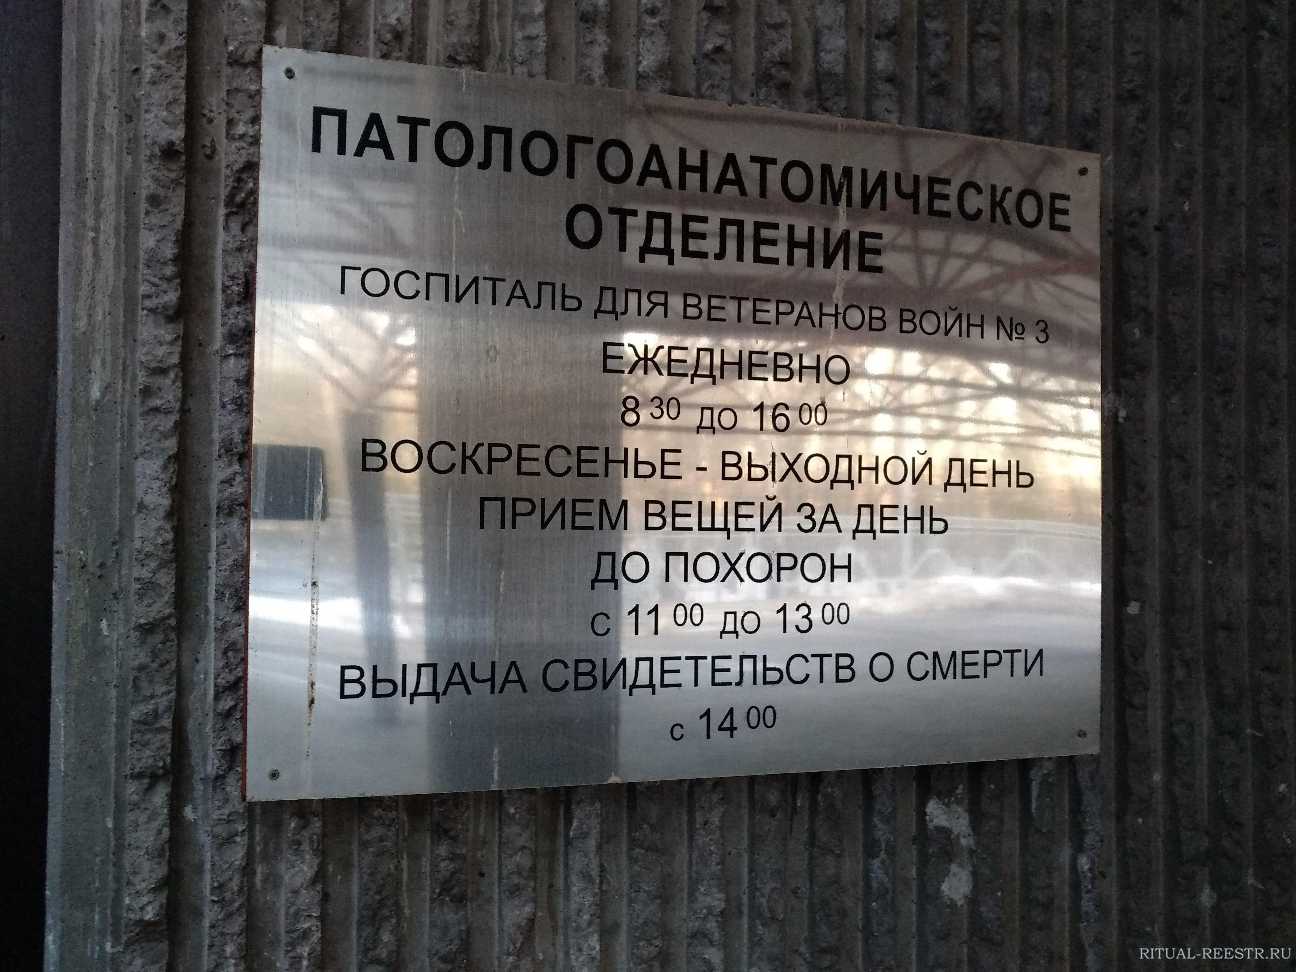 ПАТОЛОГОАНАТОМИЧЕСКОЕ
ОТДЕЛЕНИЕ
ГОСПИТАЛЬ ДЛЯ ВЕТЕРАНОВ ВОЙН № 3
ЕЖЕДНЕВНО
8 30 ДО 16 00
ВОСКРЕСЕНЬЕ - ВЫХОДНОЙ ДЕНЬ
ПРИЕМ ВЕЩЕЙ ЗА ДЕНЬ
ДО ПОХОРОН
С 11 00 ДО 13 00
ВЫДАЧА СВИДЕТЕЛЬСТВ О СМЕРТИ
С 14 00
RITUAL-REESTR.RU